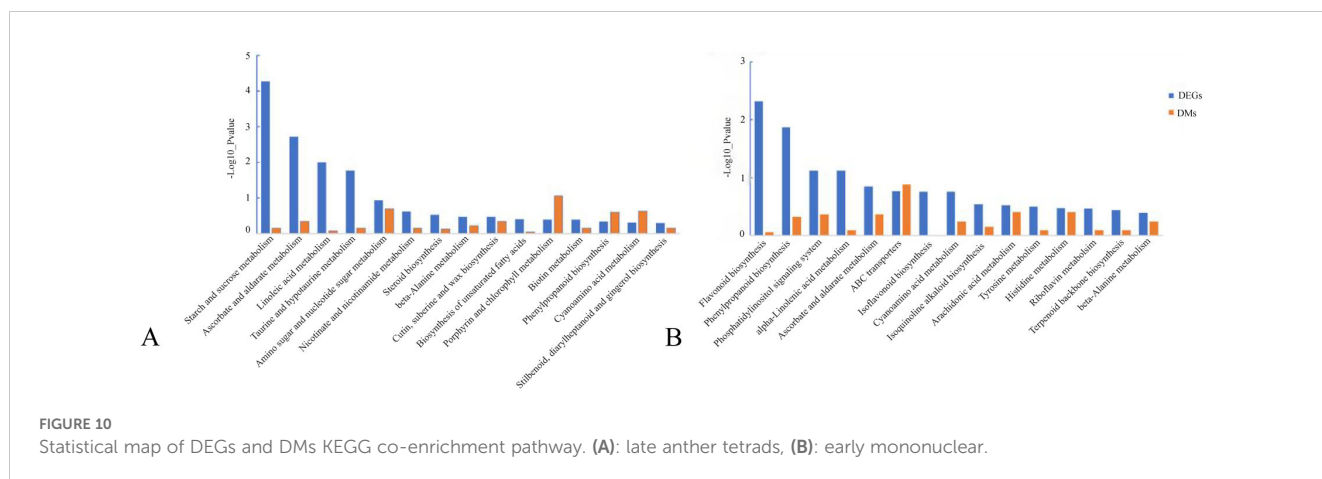 5
4
3
2
1
0
-Log10_Pvalue
Starch and sucrose metabolism
Ascorbate and aldarate metabolism
Linoleic acid metabolism
Taurine and hypotaurine metabolism
Amino sugar and nucleotide sugar metabolism
Nicotinate and nicotinamide metabolism
Steroid biosynthesis
beta-Alanine metabolism
Cutin, suberine and wax biosynthesis
Biosynthesis of unsaturated fatty acids
Porphyrin and chlorophyll metabolism
Biotin metabolism
Phenylpropanoid biosynthesis
Cyanoamino acid metabolism
Stilbenoid, diarylheptanoid and gingerol biosynthesis
A
3
2
1
0
-Log10_Pvalue
DEGs
DMs
Flavonoid biosynthesis
Phenylpropanoid biosynthesis
Phosphatidylinositol signaling system
alpha-Linolenic acid metabolism
Ascorbate and aldarate metabolism
ABC transporters
Isoflavonoid biosynthesis
Cyanoamino acid metabolism
Isoquinoline alkaloid biosynthesis
Arachidonic acid metabolism
Tyrosine metabolism
Histidine metabolism
Riboflavin metabolsim
Terpenoid backbone biosynthesis
beta-Alanine metabolism
B
FIGURE 10
Statistical map of DEGs and DMs KEGG co-enrichment pathway. (A): late anther tetrads, (B): early mononuclear.